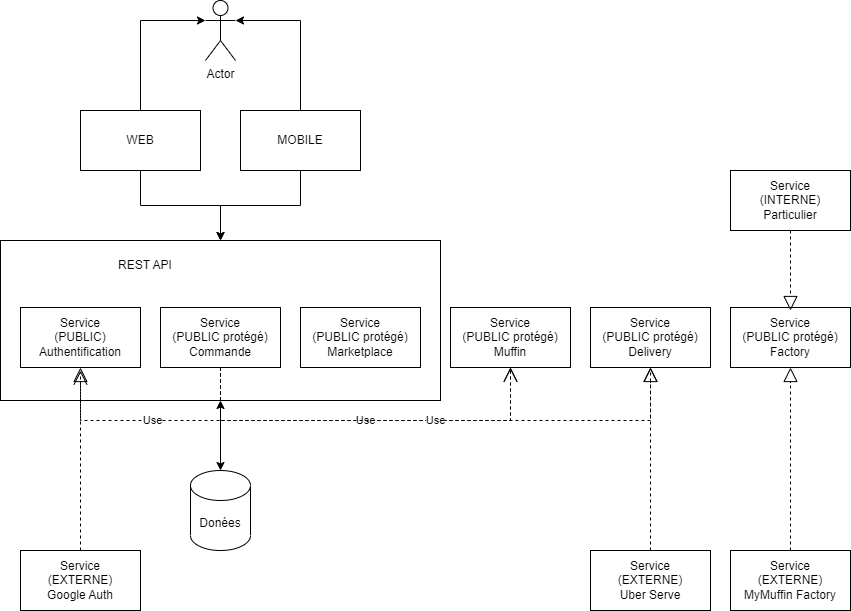 Actor
WEB
MOBILE
Service
(INTERNE)
Particulier
REST API
Service
(PUBLIC)
Authentification
Service
(PUBLIC protégé)
Commande
Service
(PUBLIC protégé)
Marketplace
Service
(PUBLIC protégé)
Muffin
Service
(PUBLIC protégé)
Delivery
Service
(PUBLIC protégé)
Factory
Use
Use
Use
Donées
Service
(EXTERNE)
Google Auth
Service
(EXTERNE)
Uber Serve
Service
(EXTERNE)
MyMuffin Factory